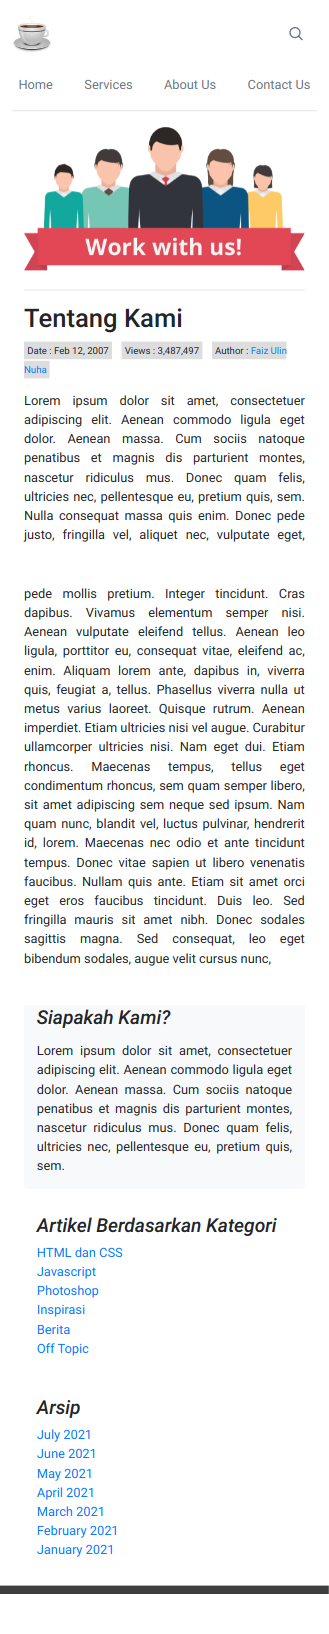 Home Services About Us Contact Us
Work with us!
Tentang Kami
Date : Feb 12, 2007 Views : 3,487,497 Author : Faiz Ulin
Nuha
Lorem ipsum dolor sit amet, consectetuer
adipiscing elit. Aenean commodo ligula eget
dolor. Aenean massa. Cum sociis natoque
penatibus et magnis dis parturient montes,
nascetur ridiculus mus. Donec quam felis,
ultricies nec, pellentesque eu, pretium quis, sem.
Nulla consequat massa quis enim. Donec pede
justo, fringilla vel, aliquet nec, vulputate eget,
pede mollis pretium. Integer tincidunt. Cras
dapibus. Vivamus elementum semper nisi.
Aenean vulputate eleifend tellus. Aenean leo
ligula, porttitor eu, consequat vitae, eleifend ac,
enim. Aliquam lorem ante, dapibus in, viverra
quis, feugiat a, tellus. Phasellus viverra nulla ut
metus varius laoreet. Quisque rutrum. Aenean
imperdiet. Etiam ultricies nisi vel augue. Curabitur
ullamcorper ultricies nisi. Nam eget dui. Etiam
rhoncus. Maecenas tempus, tellus eget
condimentum rhoncus, sem quam semper libero,
sit amet adipiscing sem neque sed ipsum. Nam
quam nunc, blandit vel, luctus pulvinar, hendrerit
id, lorem. Maecenas nec odio et ante tincidunt
tempus. Donec vitae sapien ut libero venenatis
faucibus. Nullam quis ante. Etiam sit amet orci
eget eros faucibus tincidunt. Duis leo. Sed
fringilla mauris sit amet nibh. Donec sodales
sagittis magna. Sed consequat, leo eget
bibendum sodales, augue velit cursus nunc,
Siapakah Kami?
Lorem ipsum dolor sit amet, consectetuer
adipiscing elit. Aenean commodo ligula eget
dolor. Aenean massa. Cum sociis natoque
penatibus et magnis dis parturient montes,
nascetur ridiculus mus. Donec quam felis,
ultricies nec, pellentesque eu, pretium quis,
sem.
Artikel Berdasarkan Kategori
HTML dan CSS
Javascript
Photoshop
Inspirasi
Berita
Off Topic
Arsip
July 2021
June 2021
May 2021
April 2021
March 2021
February 2021
January 2021